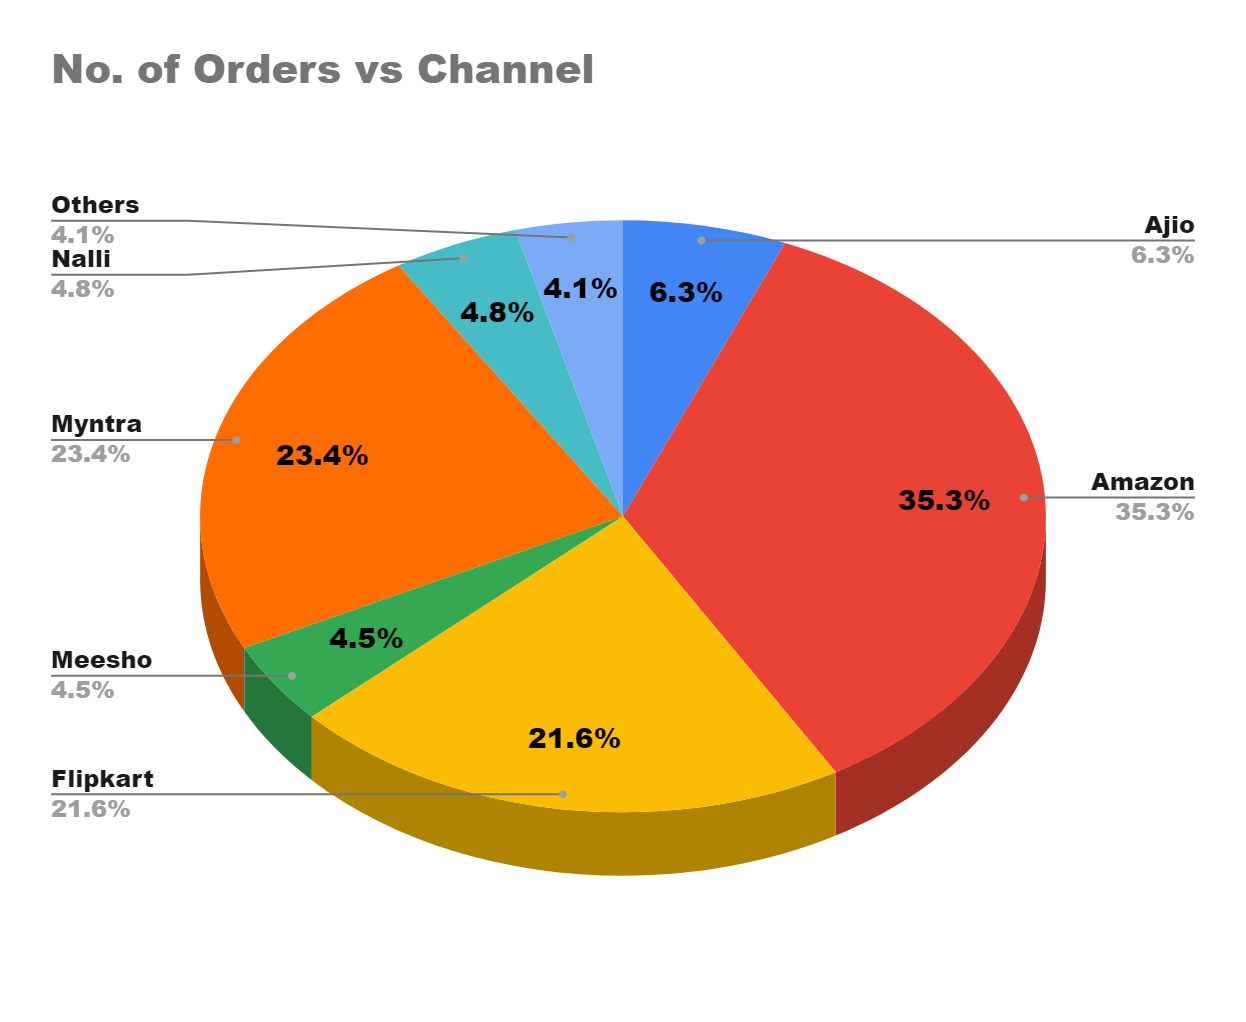 No. of Orders vs Channel
Others
4.1%
Nalli
4.8%
Myntra
23.4%
Meesho
4.5%
Flipkart
21.6%
Ajio
6.3%
Amazon
35.3%
4.1%
6.3%
4.8%
23.4%
35.3%
4.5%
21.6%